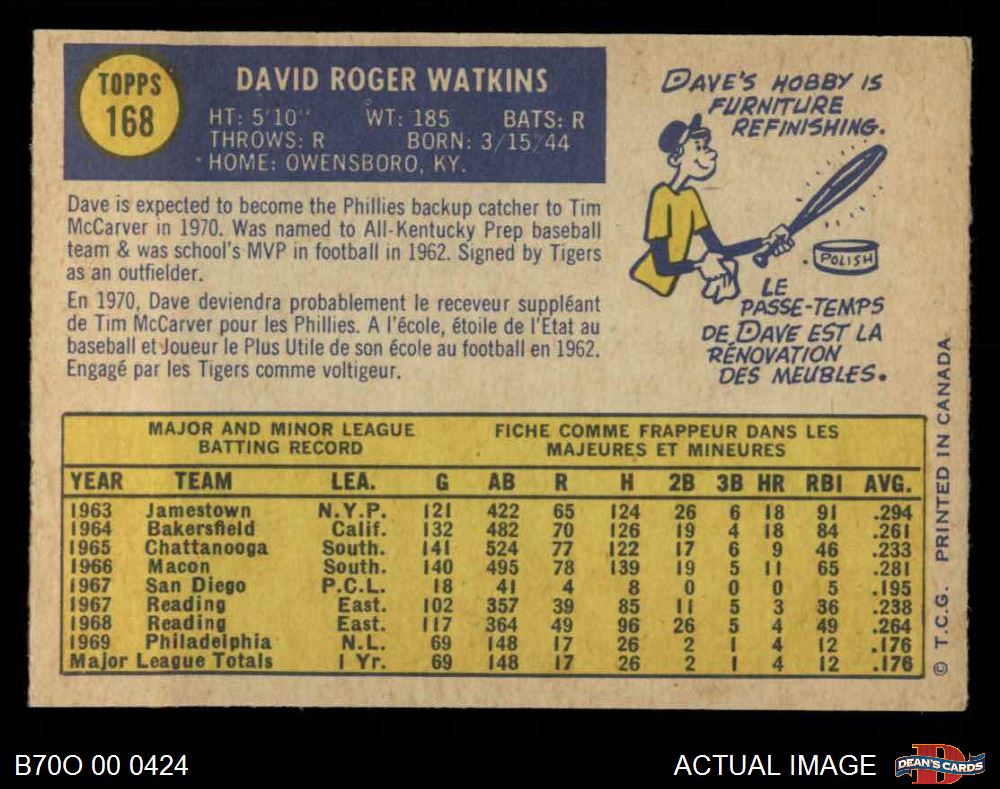 TOPPS
168
DAVID ROGER WATKINS
HT: 5'10" WT: 185 BATS: R
THROWS: R BORN: 3/15/44
HOME: OWENSBORO, KY.
Dave is expected to become the Phillies backup catcher to Tim
McCarver in 1970. Was named to All-Kentucky Prep baseball
team & was school's MVP in football in 1962. Signed by Tigers
as an outfielder.
En 1970, Dave deviendra probablement le receveur suppléant
de Tim McCarver pour les Phillies. A l'école, étoile de l'Etat au
baseball et Joueur le Plus Utile de son école au football en 1962.
Engagé par les Tigers comme voltigeur.
DAVE'S HOBBY IS
FURNITURE
REFINISHING.
POLISH
LE
PASSE-TEMPS
DE DAVE EST LA
RÉNOVATION
DES MEUBLES.
MAJOR AND MINOR LEAGUE
BATTING RECORD
FICHE COMME FRAPPEUR DANS LES
MAJEURES ET MINEURES
YEAR TEAM LEA. G AB R H 2B 3B HR RBI AVG.
1963 Jamestown N.Y.P. 121 422 65 124 26 6 18 91 .294
1964 Bakersfield Calif. 132 482 70 126 19 4 18 84 .261
1965 Chattanooga South. 141 524 77 122 17 6 9 46 .233
1966 Macon South. 140 495 78 139 19 5 11 65 .281
1967 San Diego P.C.L. 18 41 4 8 0 0 0 5 .195
1967 Reading East. 102 357 39 85 11 5 3 36 .238
1968 Reading East. 117 364 49 96 26 5 4 49 .264
1969 Philadelphia N.L. 69 148 17 26 2 1 4 12 .176
Major League Totals 1 Yr. 69 148 17 26 2 1 4 12 .176
© T.C.G. PRINTED IN CANADA
B70O 00 0424
ACTUAL IMAGE
DEAN'S CARDS